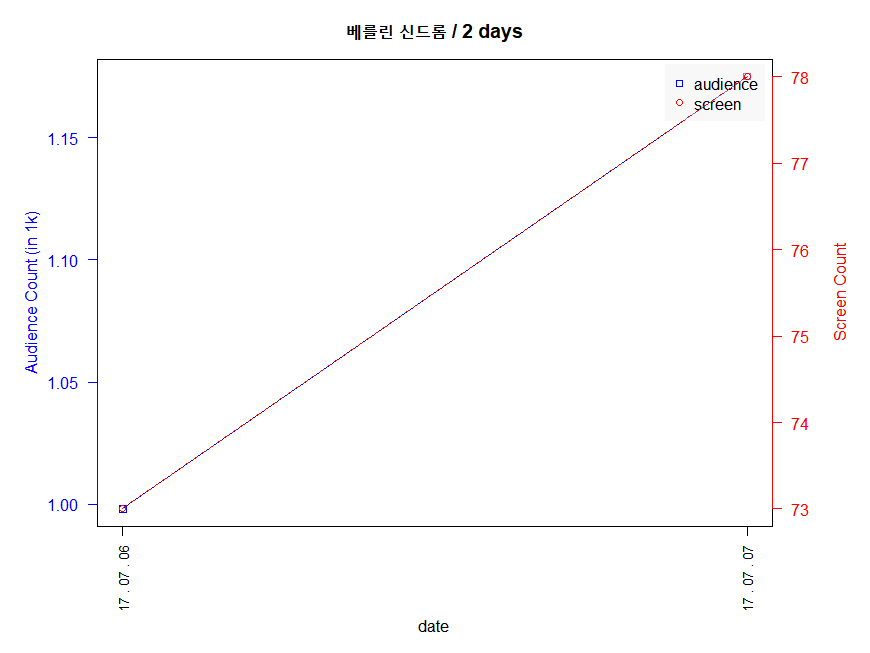 베를린 신드롬 / 2 days
audience
screen
Audience Count (in 1k)
1.15
1.10
1.05
1.00
78
77
76
75
74
73
Screen Count
17 . 07 . 06
17 . 07 . 07
date